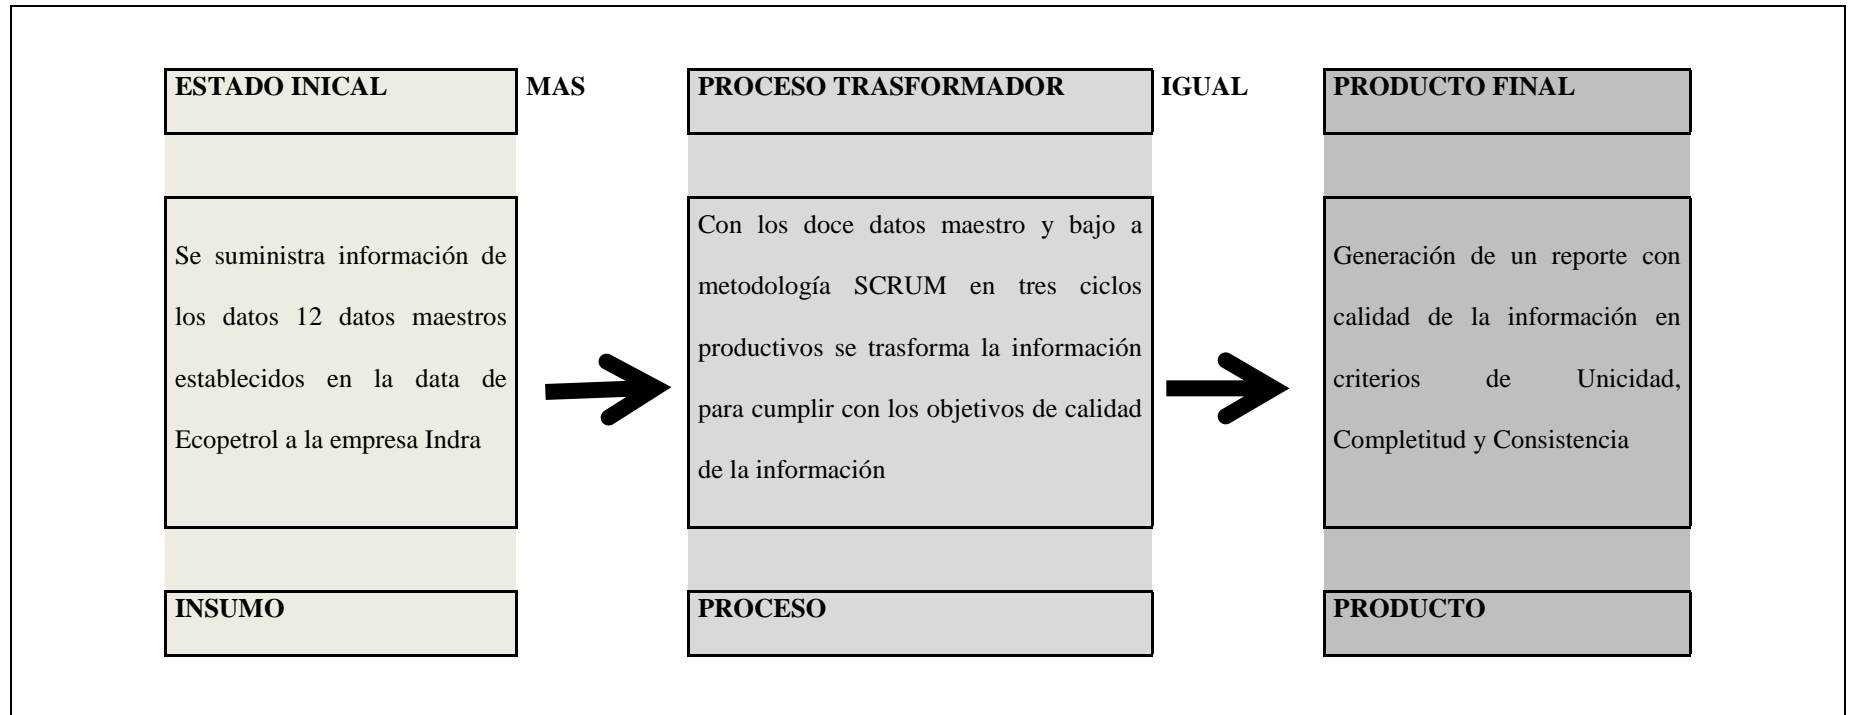 ESTADO INICAL
MAS
PROCESO TRASFORMADOR
IGUAL
PRODUCTO FINAL
Se suministra información de
los datos 12 datos maestros
establecidos en la data de
Ecopetrol a la empresa Indra
Con los doce datos maestro y bajo a
metodología SCRUM en tres ciclos
productivos se trasforma la información
para cumplir con los objetivos de calidad
de la información
Generación de un reporte con
calidad de la información en
criterios de Unicidad,
Completitud y Consistencia
INSUMO
PROCESO
PRODUCTO